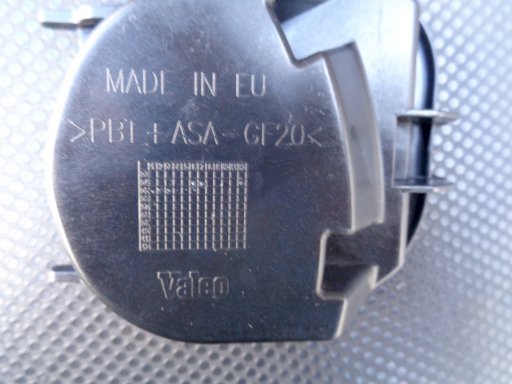 MADE IN EU
>PBT+ASA-GF20<
Valeo